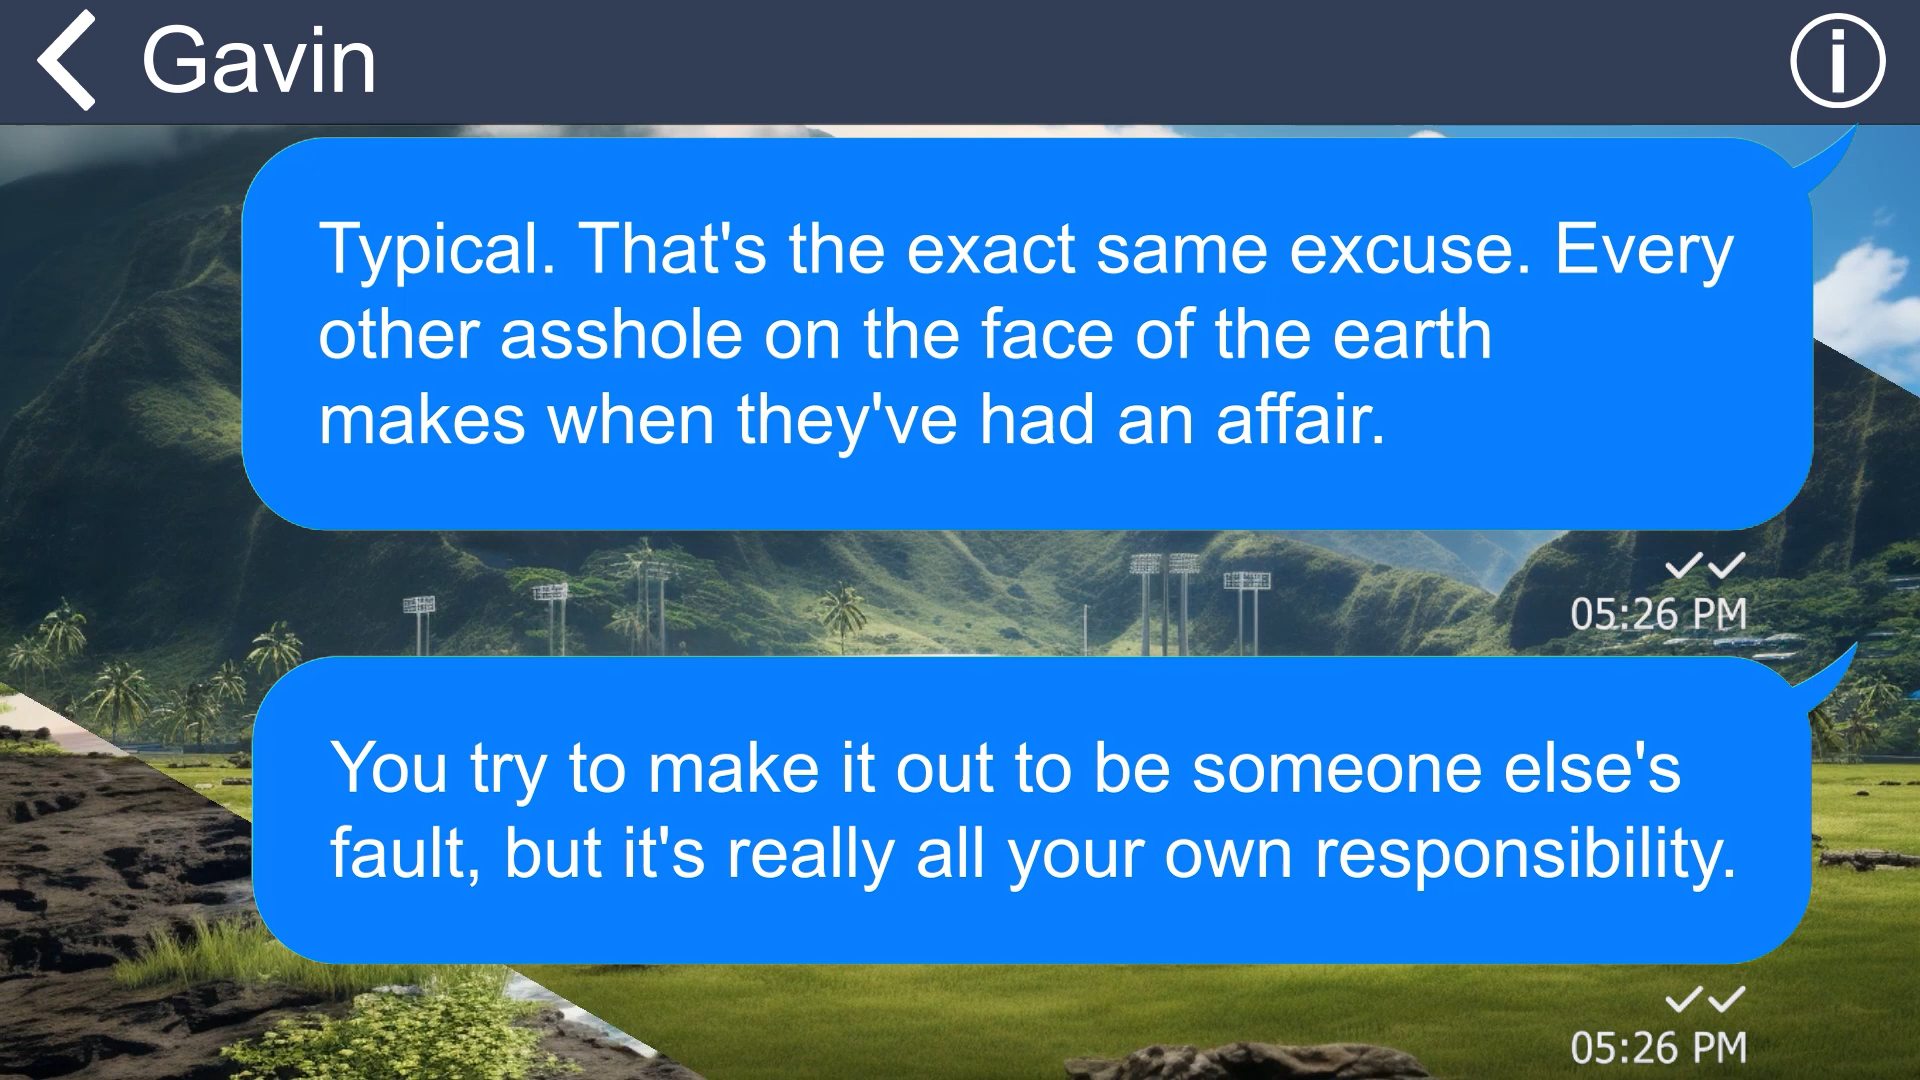 Gavin
Typical. That's the exact same excuse. Every
other asshole on the face of the earth
makes when they've had an affair.
05:26 PM
You try to make it out to be someone else's
fault, but it's really all your own responsibility.
05:26 PM